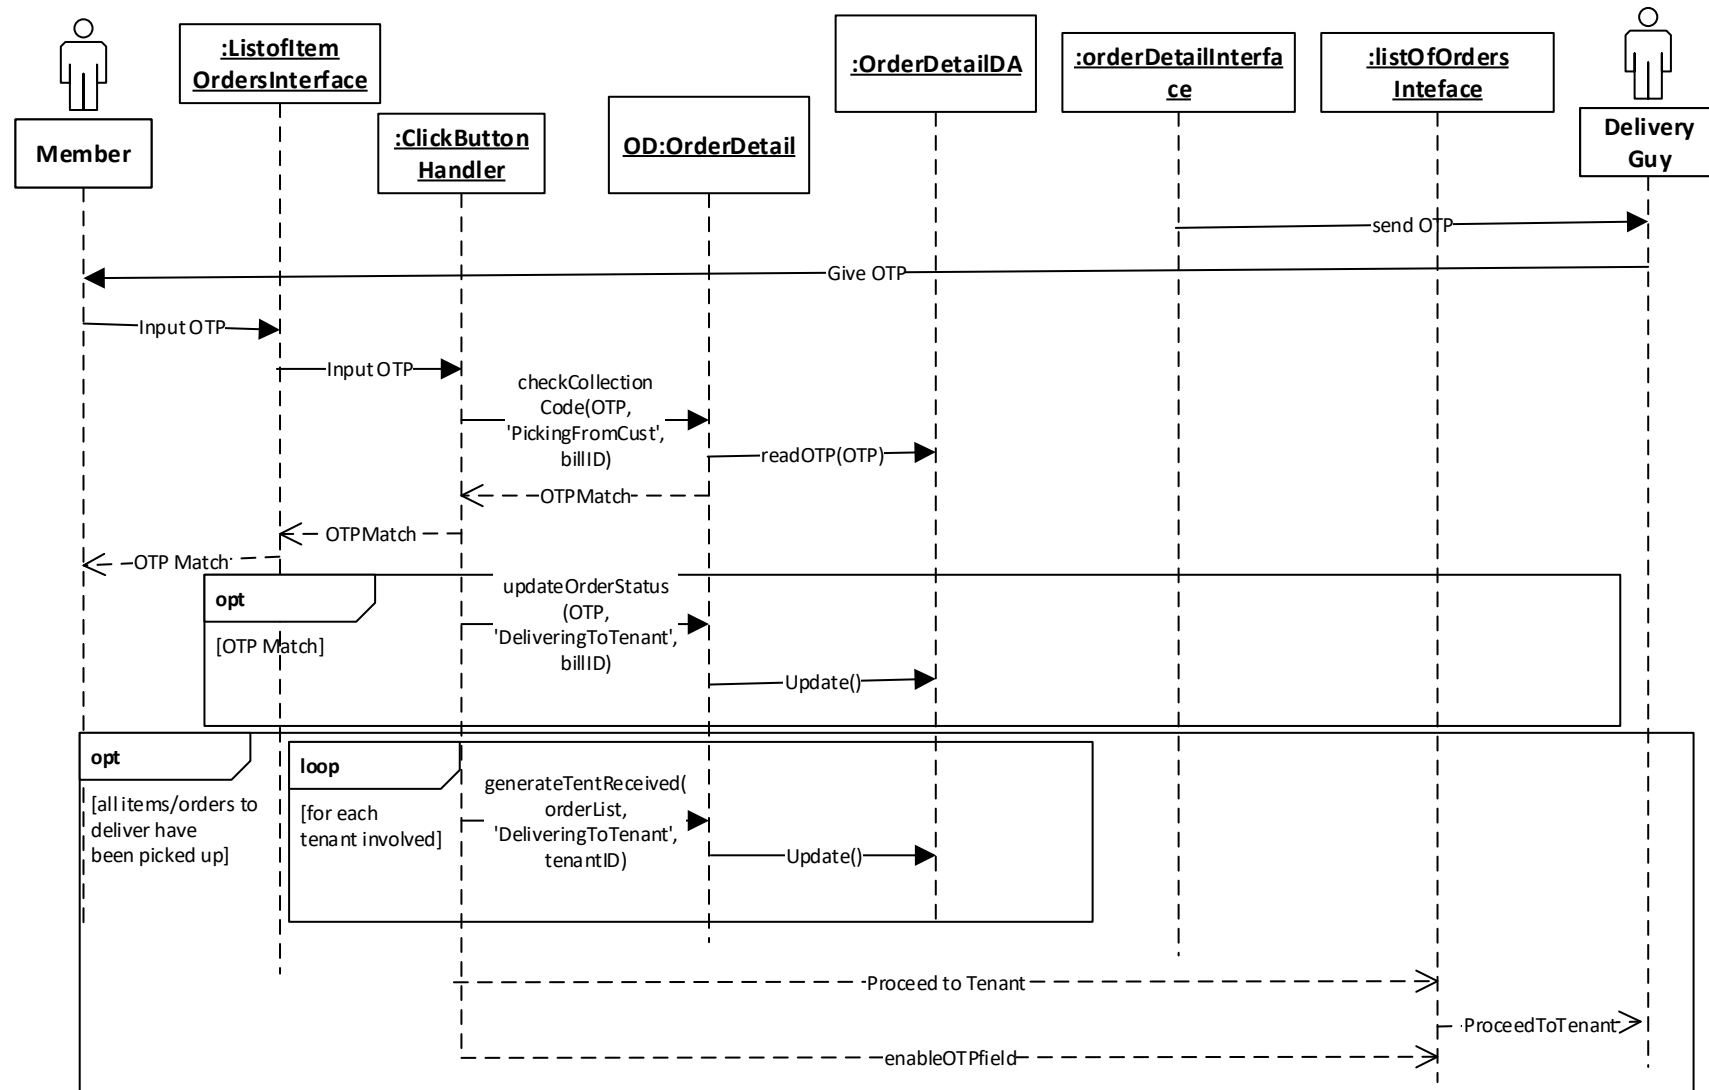 :ListofItem
OrdersInterface
:OrderDetailDA
:orderDetailInterfa
ce
:listOfOrders
Inteface
Member
:ClickButton
Handler
OD:OrderDetail
Delivery
Guy
send OTP
Give OTP
Input OTP
Input OTP
checkCollection
Code(OTP,
'PickingFromCust',
billID)
readOTP(OTP)
OTPMatch
OTPMatch
OTP Match
opt
[OTP Match]
updateOrderStatus
(OTP,
'DeliveringToTenant',
billID)
Update()
opt
[all items/orders to
deliver have
been picked up]
loop
[for each
tenant involved]
generateTentReceived(
orderList,
'DeliveringToTenant',
tenantID)
Update()
Proceed to Tenant
ProceedToTenant
enableOTPfield